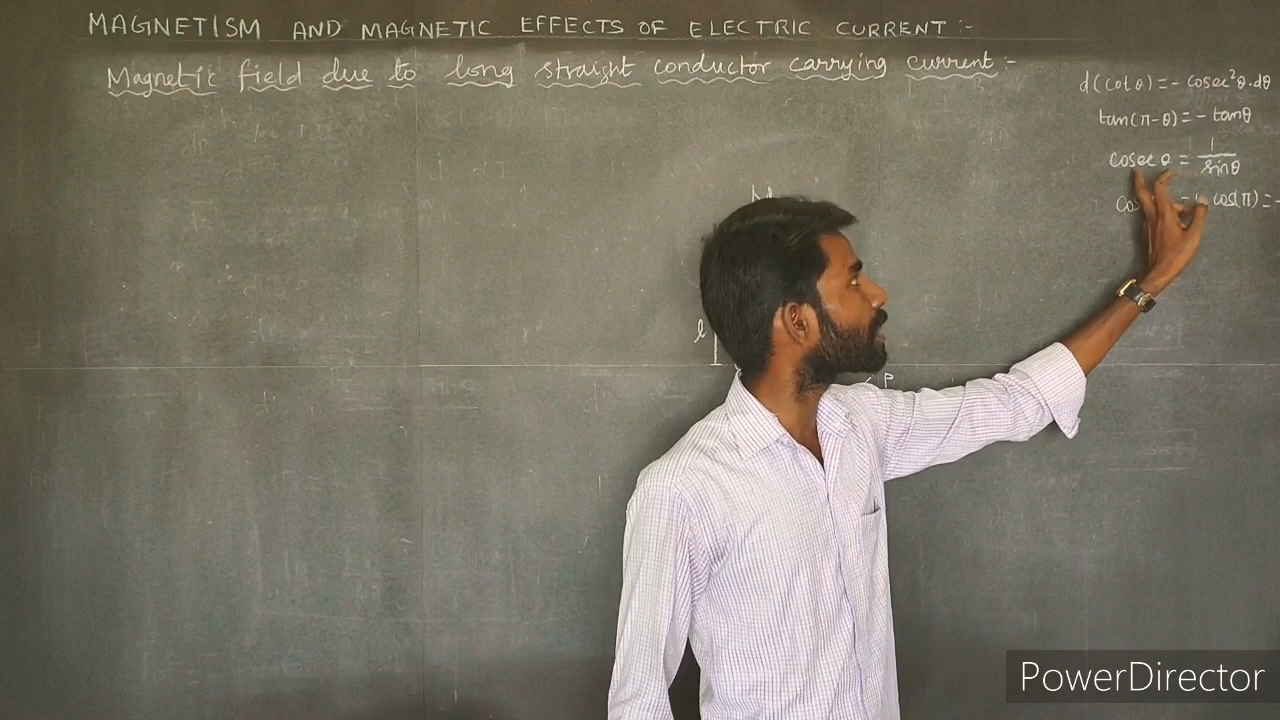 MAGNETISM AND MAGNETIC EFFECTS OF ELECTRIC CURRENT :-
Magnetic field due to long straight conductor carrying current :-
d(cot θ) = - cosec²θ.dθ
tan(π-θ) = - tanθ
cosec θ = 1/sinθ
cos(π) = -
l
P
PowerDirector